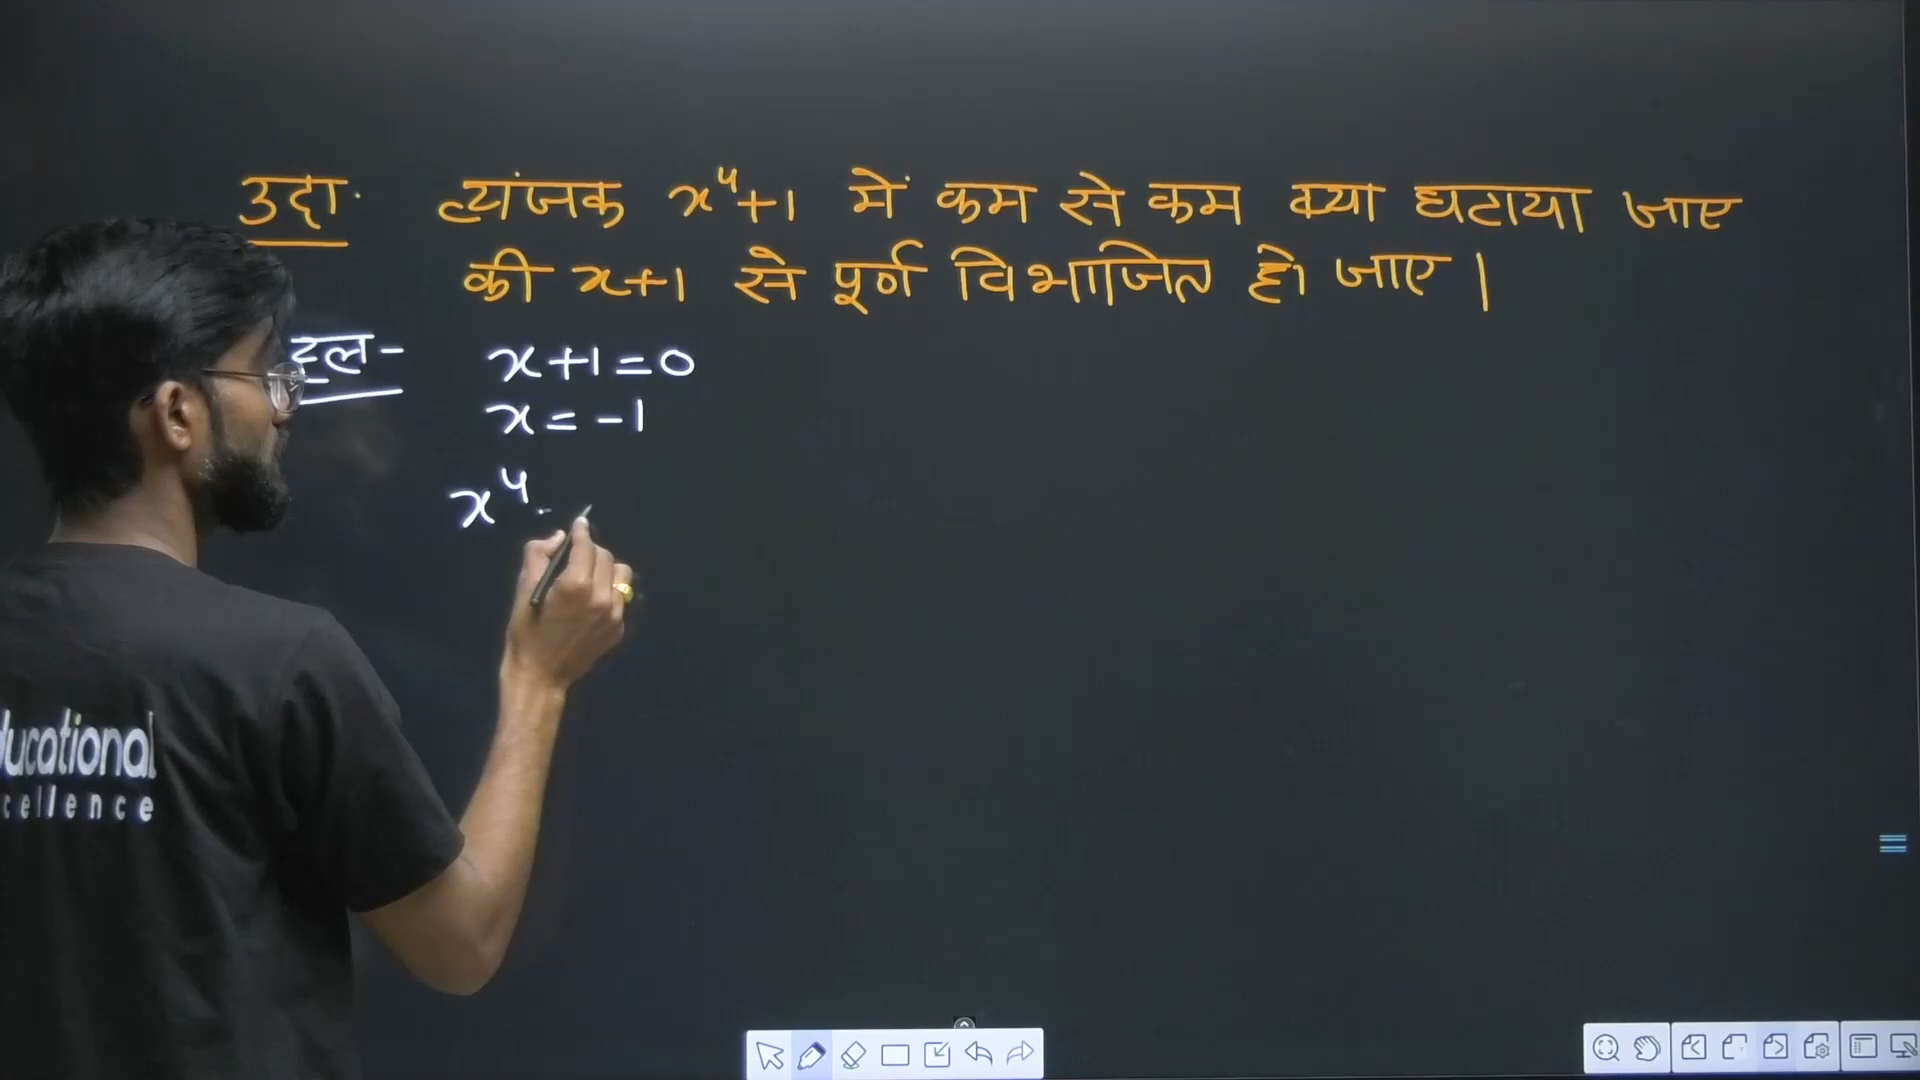 उदा. व्यंजक x⁴+1 में कम से कम क्या घटाया जाए
की x+1 से पूर्ण विभाजित हो जाए।
हल-
x+1=0
x=-1
x⁴
ducational
cellence